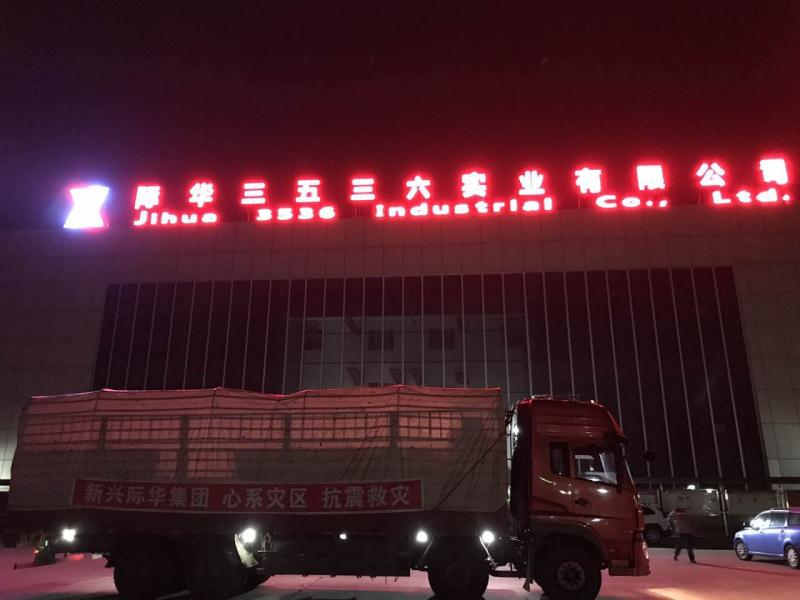 际华三五三六实业有限公司
Jihua 3536 Industrial Co., Ltd.
新兴际华集团 心系灾区 抗震救灾